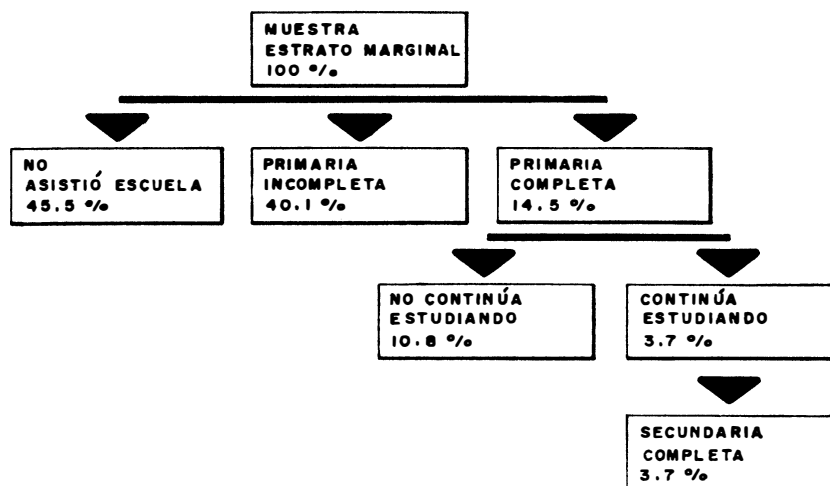 MUESTRA
ESTRATO MARGINAL
100 %
NO
ASISTIÓ ESCUELA
45.5 %
PRIMARIA
INCOMPLETA
40.1 %
PRIMARIA
COMPLETA
14.5 %
NO CONTINÚA
ESTUDIANDO
10.8 %
CONTINÚA
ESTUDIANDO
3.7 %
SECUNDARIA
COMPLETA
3.7 %